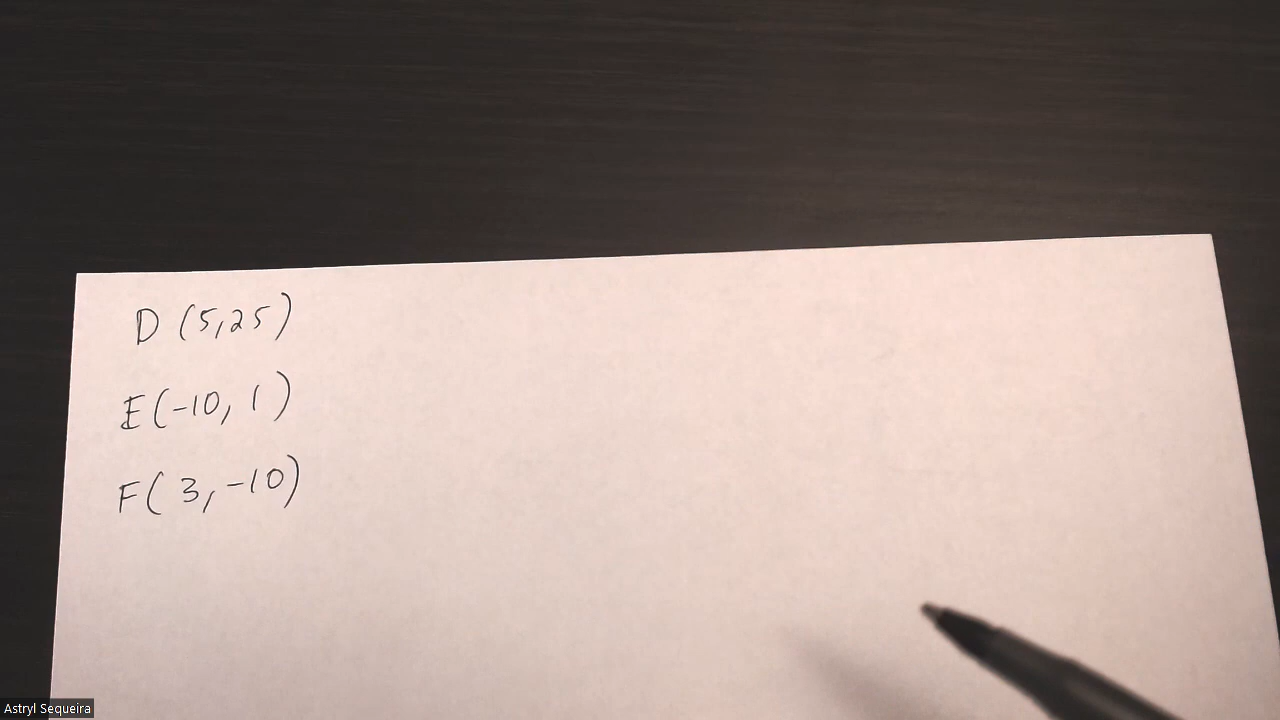 D (5,25)
E(-10, 1)
F( 3, -10)
Astryl Sequeira